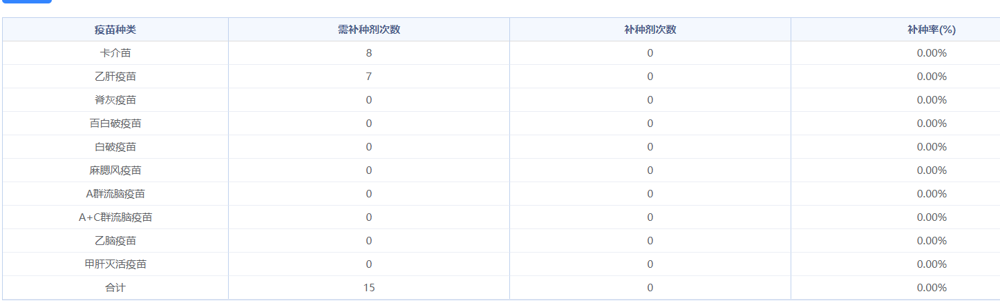 疫苗种类 需补种剂次数 补种剂次数 补种率(%)
卡介苗 8 0 0.00%
乙肝疫苗 7 0 0.00%
脊灰疫苗 0 0 0.00%
百白破疫苗 0 0 0.00%
白破疫苗 0 0 0.00%
麻腮风疫苗 0 0 0.00%
A群流脑疫苗 0 0 0.00%
A+C群流脑疫苗 0 0 0.00%
乙脑疫苗 0 0 0.00%
甲肝灭活疫苗 0 0 0.00%
合计 15 0 0.00%